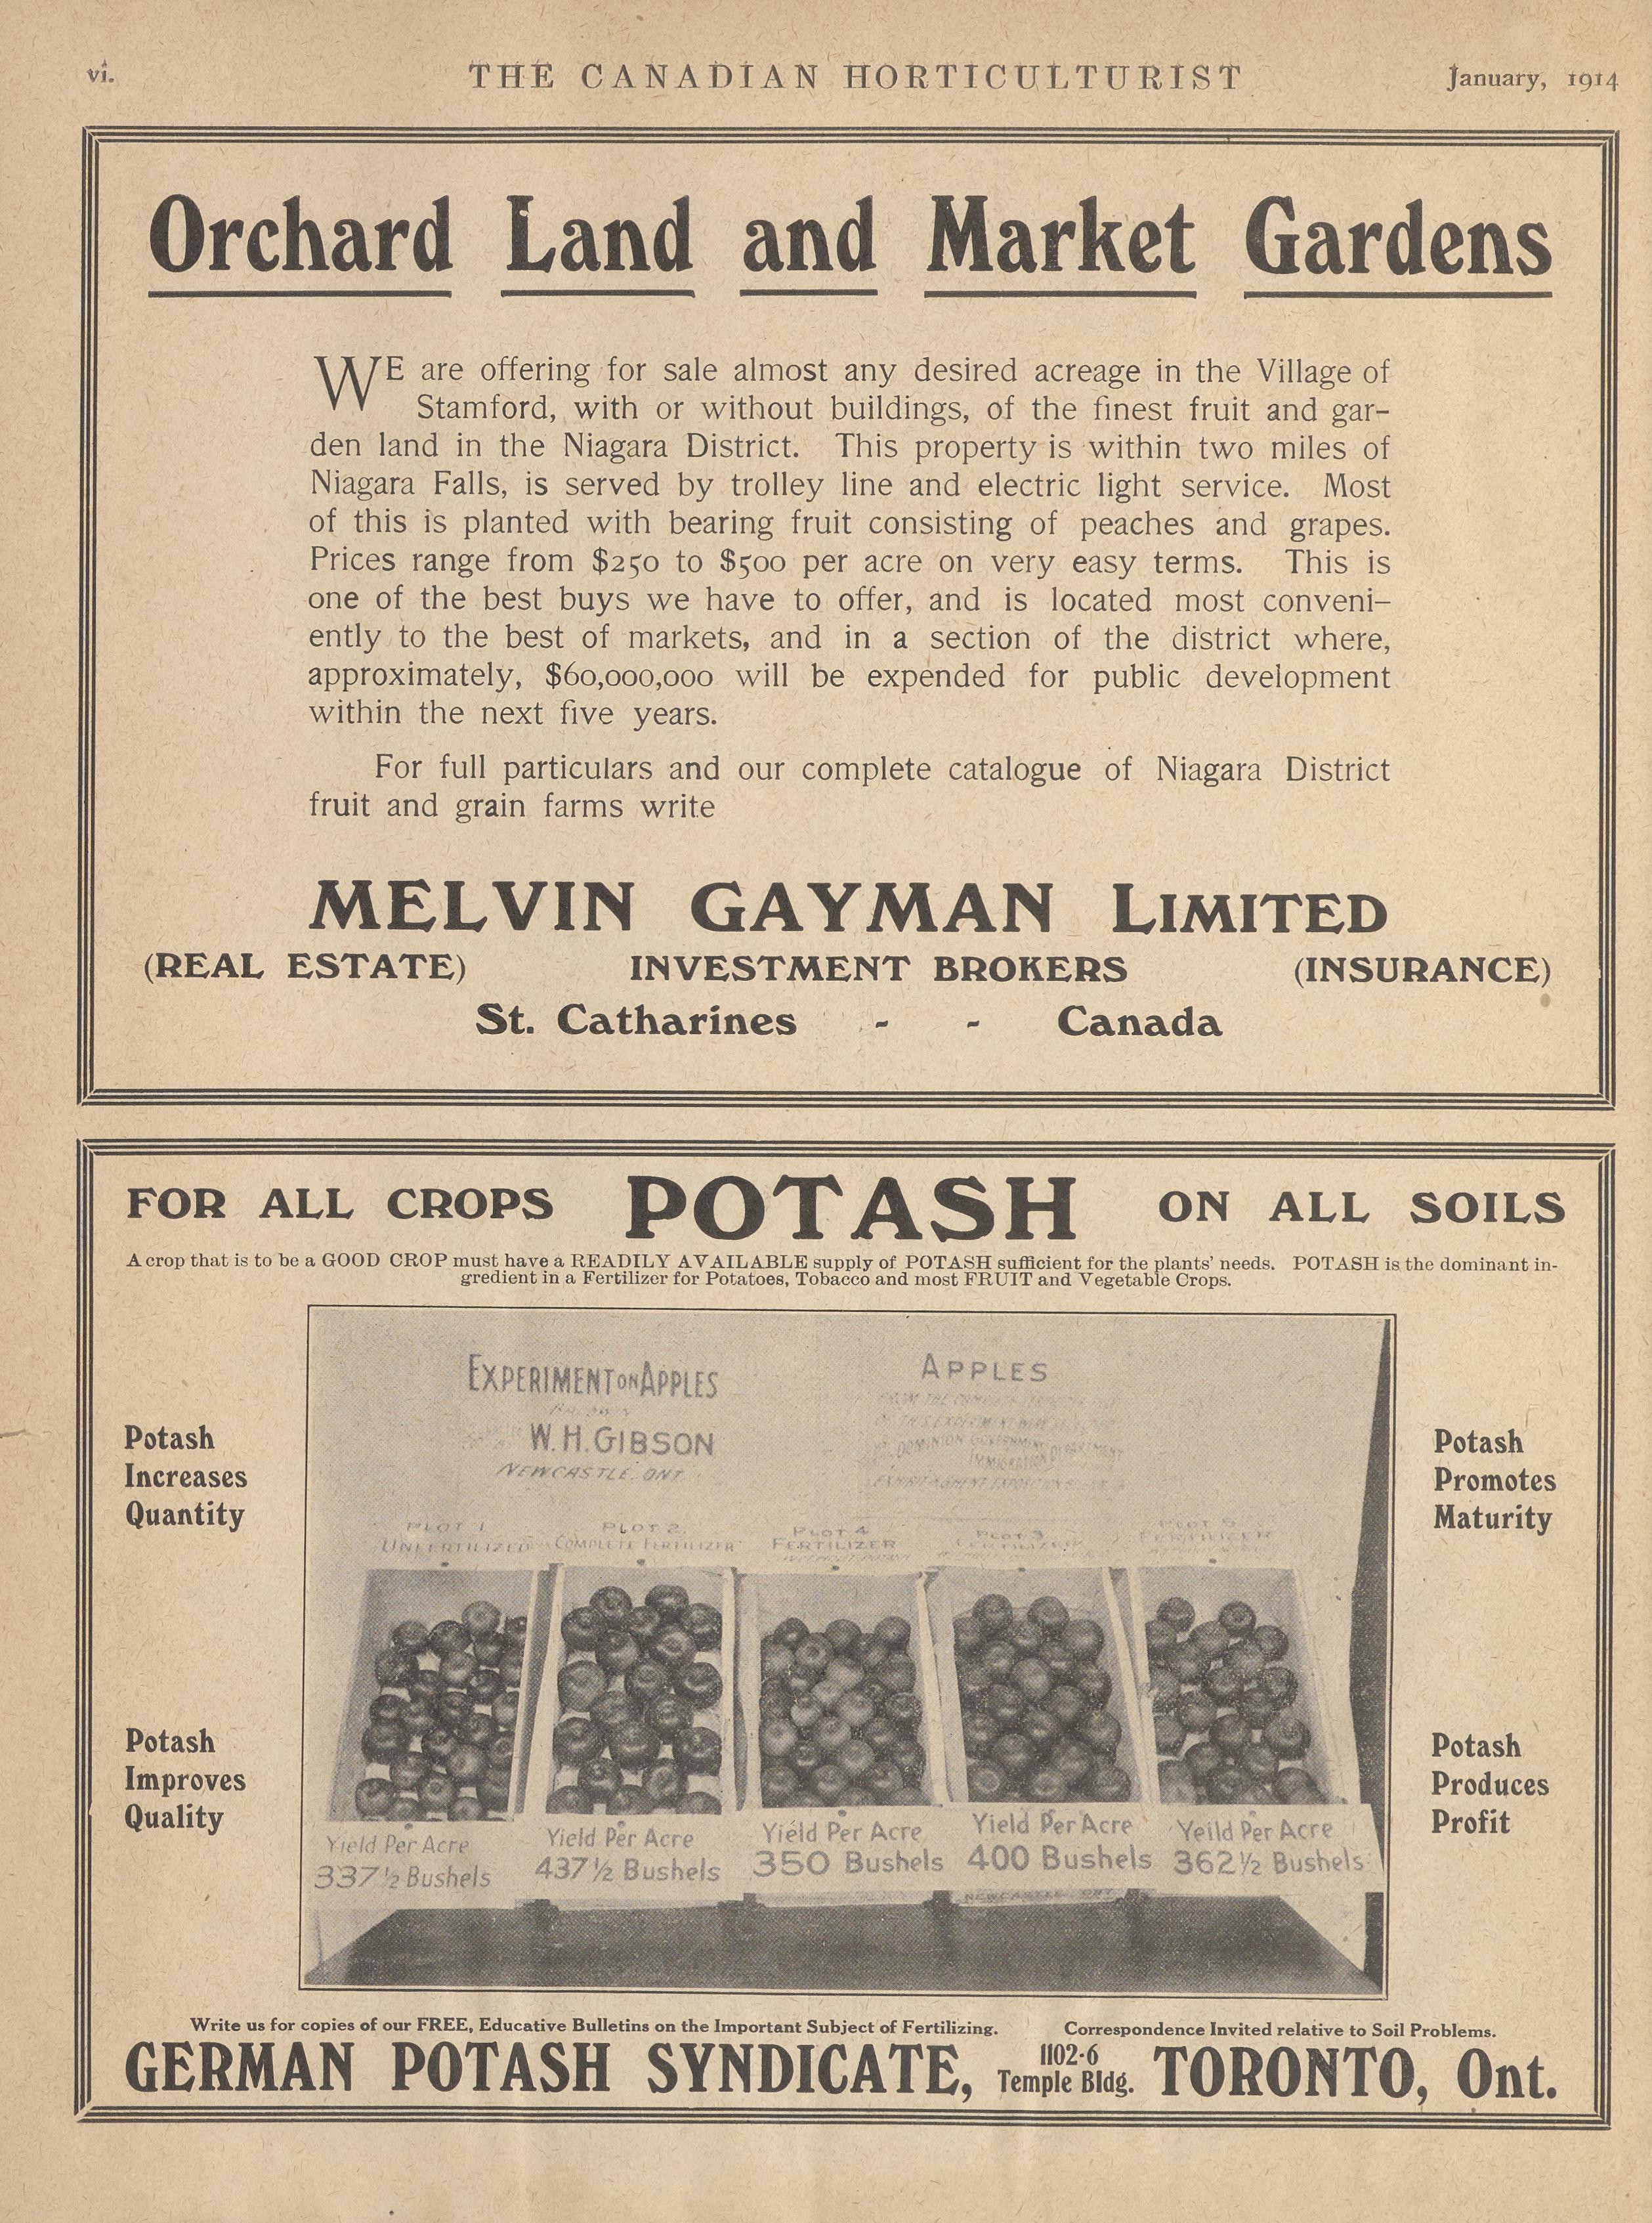 vi.
THE CANADIAN HORTICULTURIST
January, 1914
Orchard Land and Market Gardens
WE are offering for sale almost any desired acreage in the Village of
Stamford, with or without buildings, of the finest fruit and gar-
den land in the Niagara District. This property is within two miles of
Niagara Falls, is served by trolley line and electric light service. Most
of this is planted with bearing fruit consisting of peaches and grapes.
Prices range from $250 to $500 per acre on very easy terms. This is
one of the best buys we have to offer, and is located most conveni-
ently to the best of markets, and in a section of the district where,
approximately, $60,000,000 will be expended for public development
within the next five years.
For full particulars and our complete catalogue of Niagara District
fruit and grain farms write
MELVIN GAYMAN LIMITED
(REAL ESTATE) INVESTMENT BROKERS (INSURANCE)
St. Catharines - - Canada
FOR ALL CROPS POTASH ON ALL SOILS
A crop that is to be a GOOD CROP must have a READILY AVAILABLE supply of POTASH sufficient for the plants' needs. POTASH is the dominant in-
gredient in a Fertilizer for Potatoes, Tobacco and most FRUIT and Vegetable Crops.
Potash
Increases
Quantity
Potash
Improves
Quality
EXPERIMENT ON APPLES
W. H. GIBSON
NEWCASTLE. ONT.
APPLES
DOMINION GOVERNMENT
IMMIGRATION DEPARTMENT
PLOT 1
UNFERTILIZED
PLOT 2.
COMPLETE FERTILIZER
PLOT 4
FERTILIZER
PLOT 3
FERTILIZER
PLOT 5
FERTILIZER
Yield Per Acre
337½ Bushels
Yield Per Acre
437½ Bushels
Yield Per Acre
350 Bushels
Yield Per Acre
400 Bushels
Yeild Per Acre
362½ Bushels
NEWCASTLE ONT
Potash
Promotes
Maturity
Potash
Produces
Profit
Write us for copies of our FREE, Educative Bulletins on the Important Subject of Fertilizing. Correspondence Invited relative to Soil Problems.
GERMAN POTASH SYNDICATE, 1102-6 Temple Bldg. TORONTO, Ont.